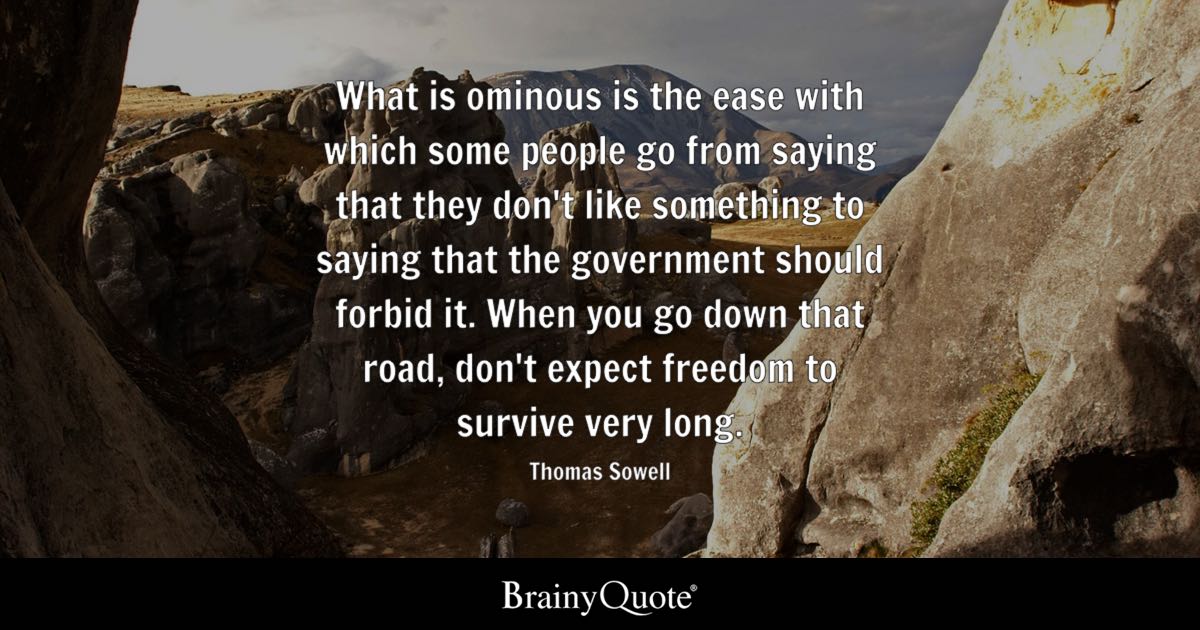 What is ominous is the ease with
which some people go from saying
that they don't like something to
saying that the government should
forbid it. When you go down that
road, don't expect freedom to
survive very long.
Thomas Sowell
BrainyQuote®